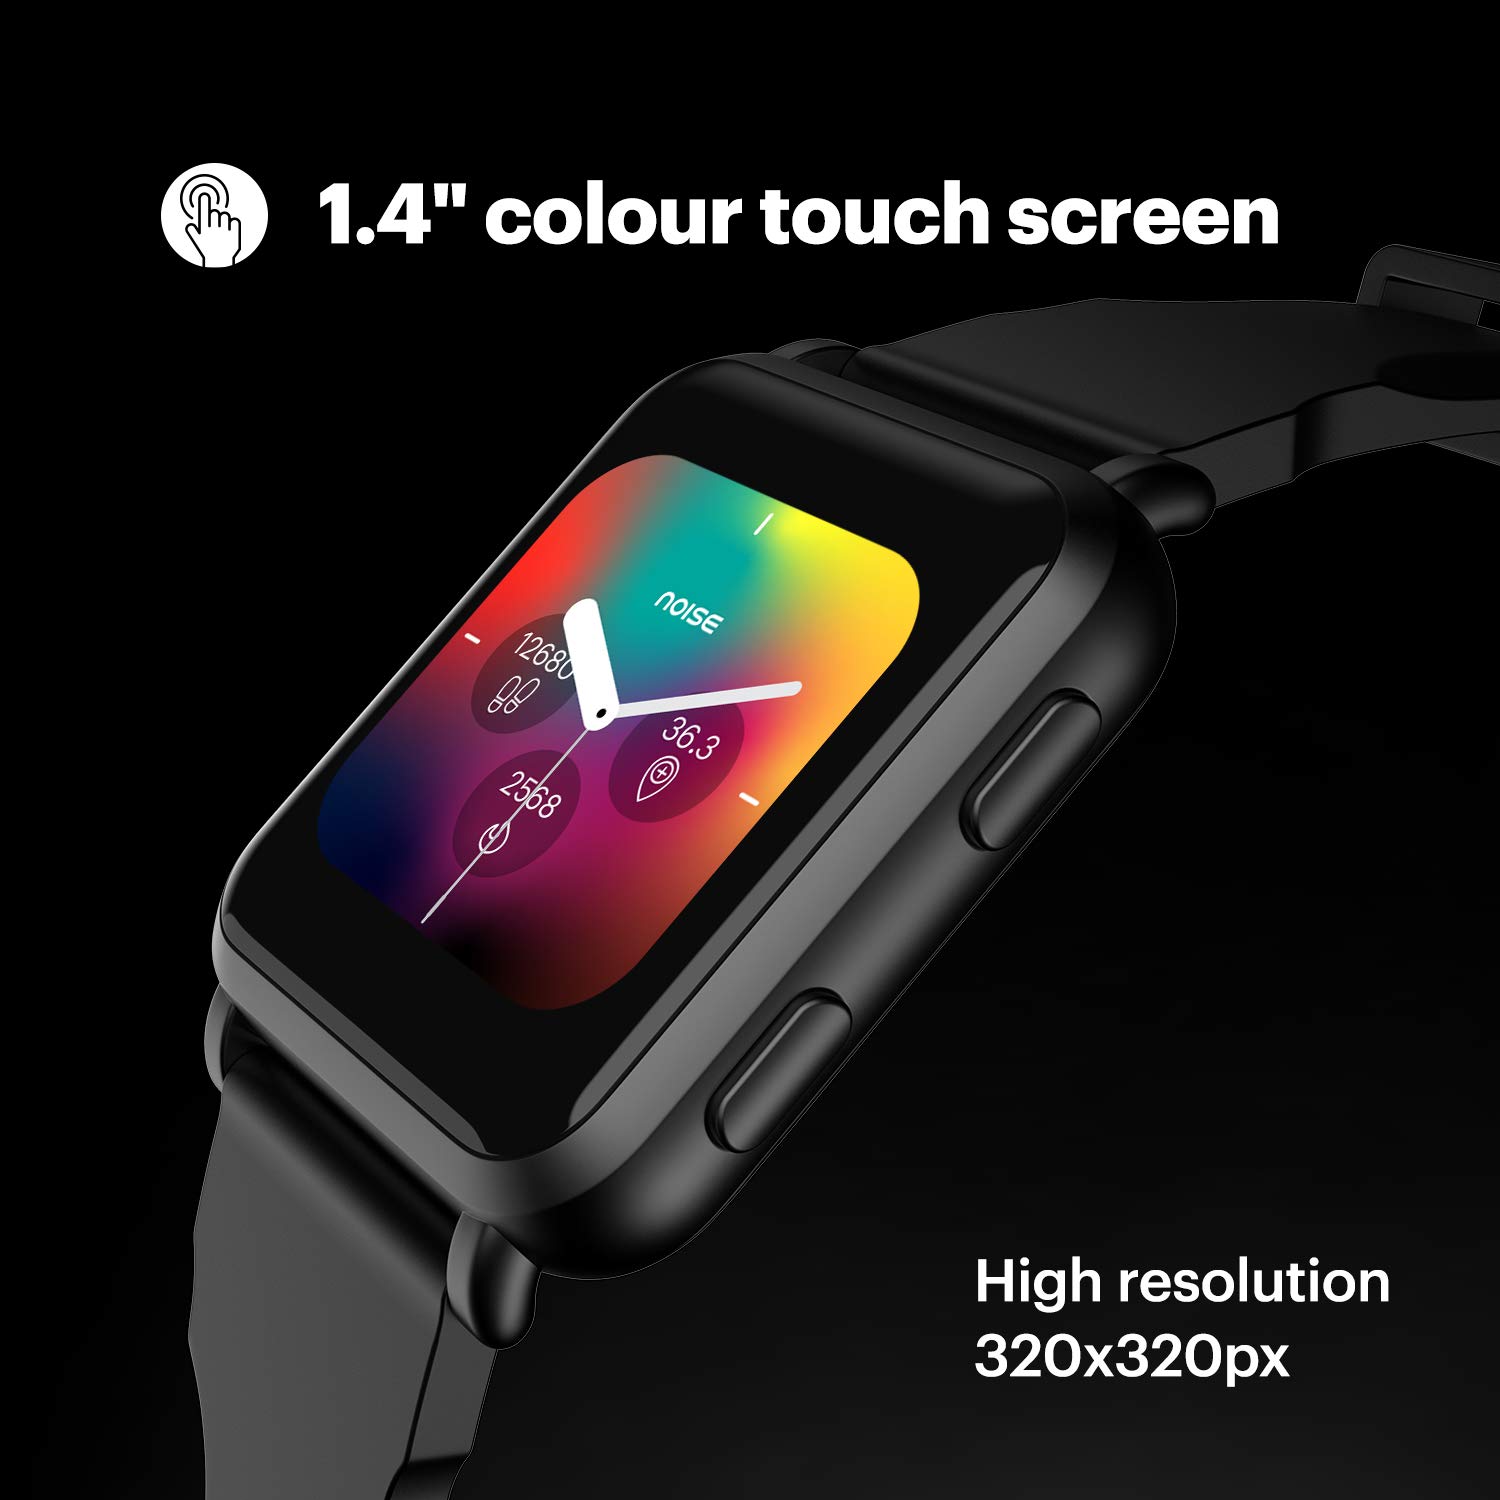 1.4" colour touch screen
NOISE
12680
36.3
2568
High resolution
320x320px